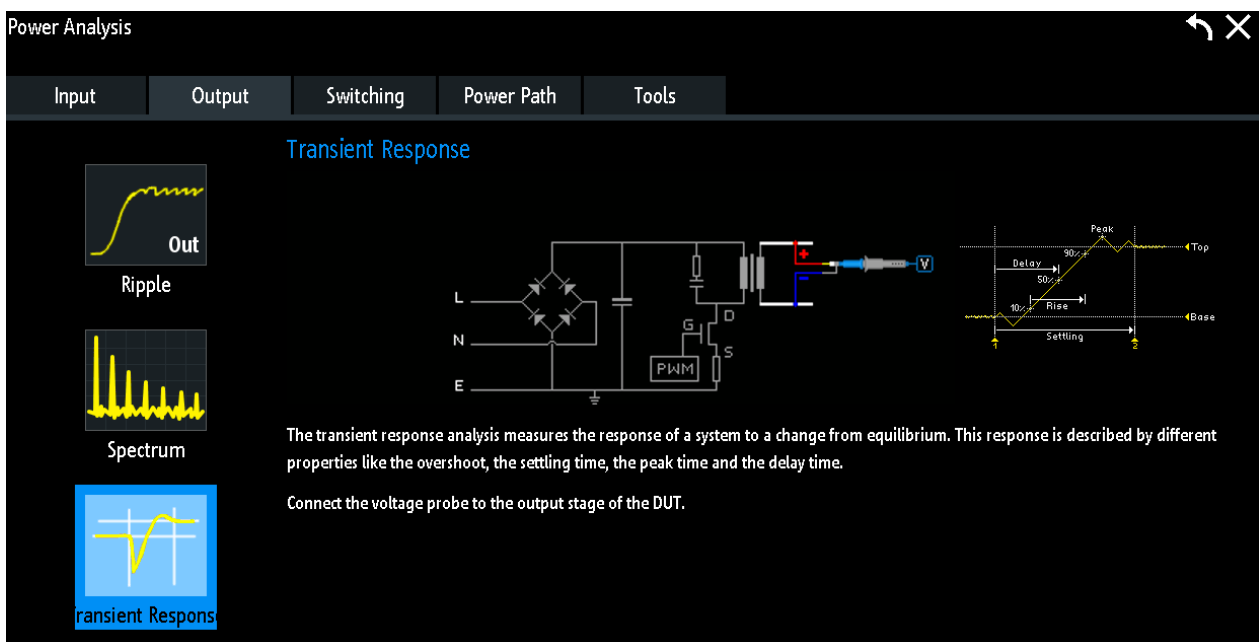 Power Analysis
Input
Output
Switching
Power Path
Tools
Transient Response
Out
Ripple
Spectrum
ransient Respons
L
N
E
G
D
S
PWM
+
-
V
Peak
90%
Top
Delay
50%
10%
Rise
Base
Settling
1
2
The transient response analysis measures the response of a system to a change from equilibrium. This response is described by different
properties like the overshoot, the settling time, the peak time and the delay time.
Connect the voltage probe to the output stage of the DUT.